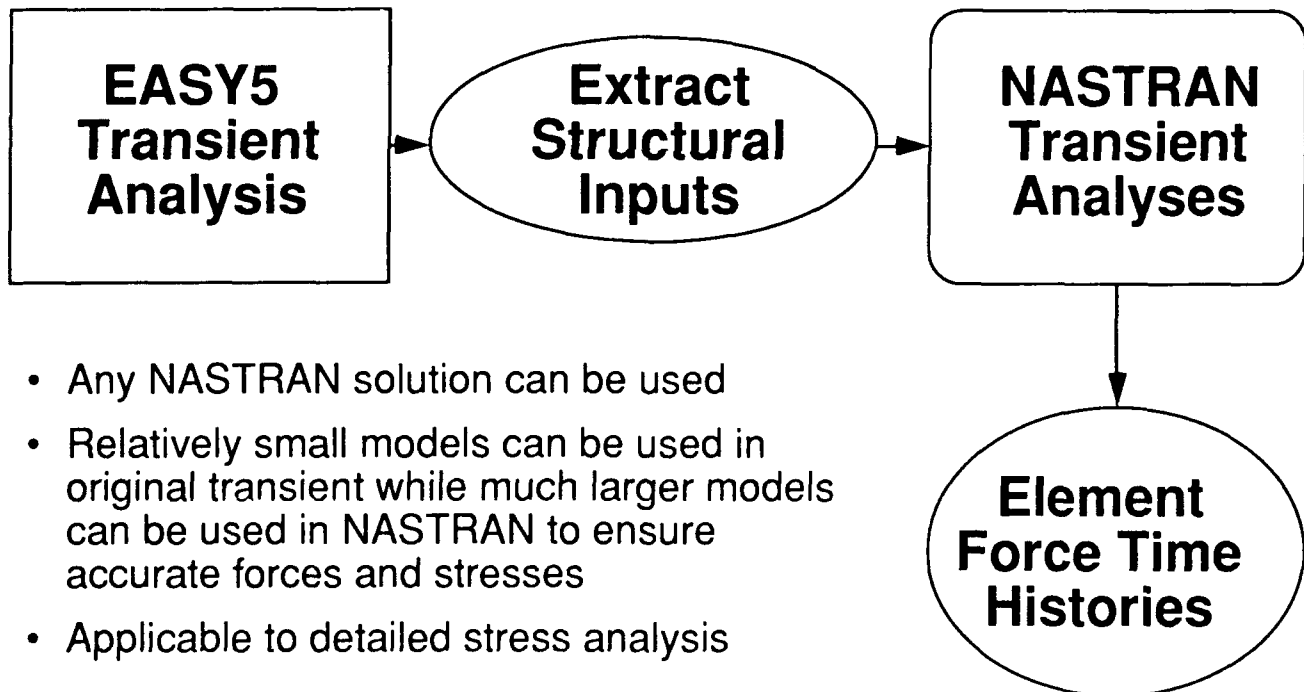 EASY5
Transient
Analysis
Extract
Structural
Inputs
NASTRAN
Transient
Analyses
• Any NASTRAN solution can be used
• Relatively small models can be used in
original transient while much larger models
can be used in NASTRAN to ensure
accurate forces and stresses
• Applicable to detailed stress analysis
Element
Force Time
Histories